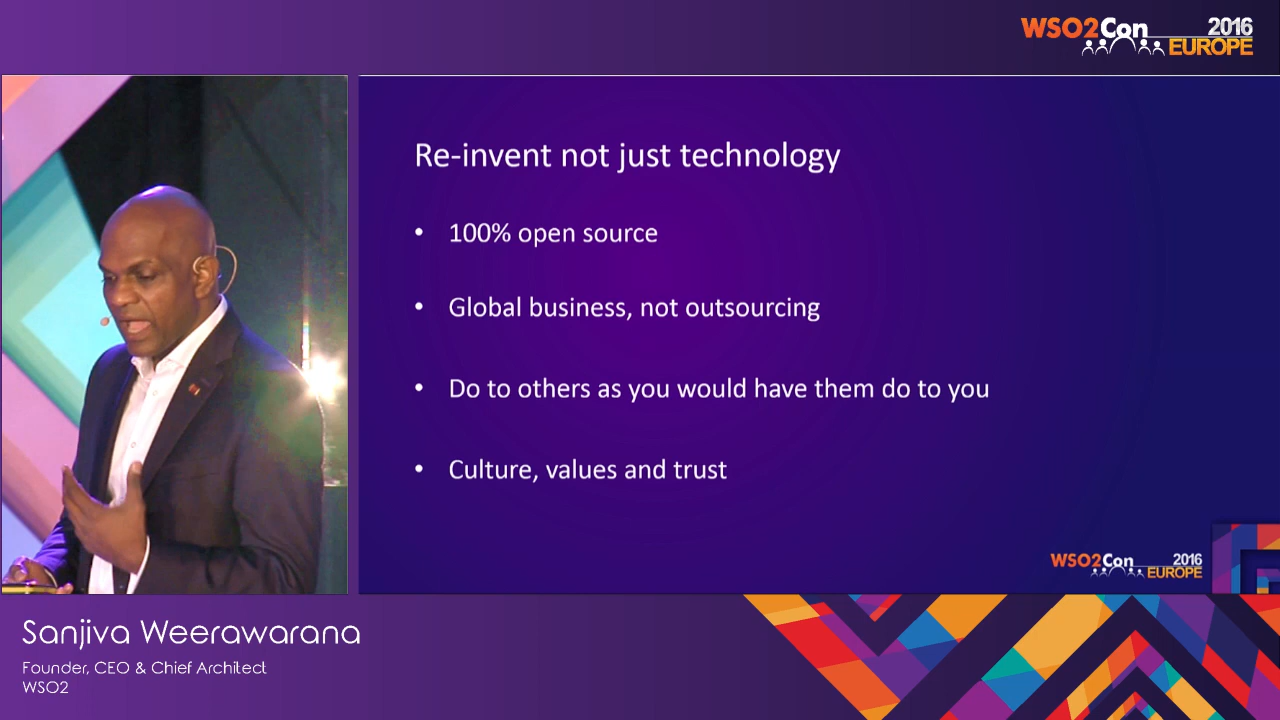 WSO2Con 2016
EUROPE
Re-invent not just technology
• 100% open source
• Global business, not outsourcing
• Do to others as you would have them do to you
• Culture, values and trust
WSO2Con 2016
EUROPE
Sanjiva Weerawarana
Founder, CEO & Chief Architect
WSO2